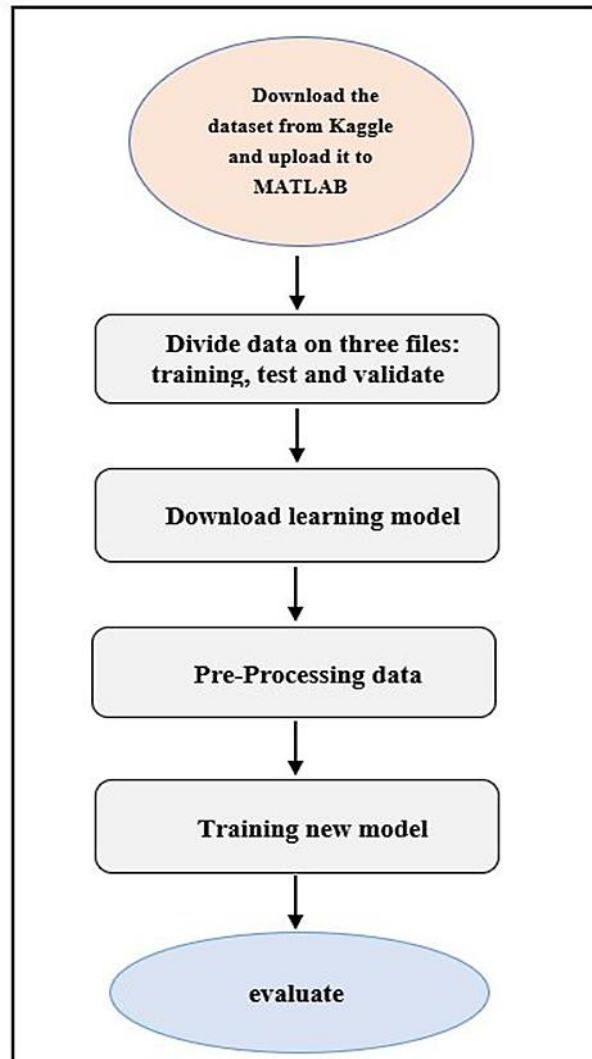 Download the
dataset from Kaggle
and upload it to
MATLAB
Divide data on three files:
training, test and validate
Download learning model
Pre-Processing data
Training new model
evaluate